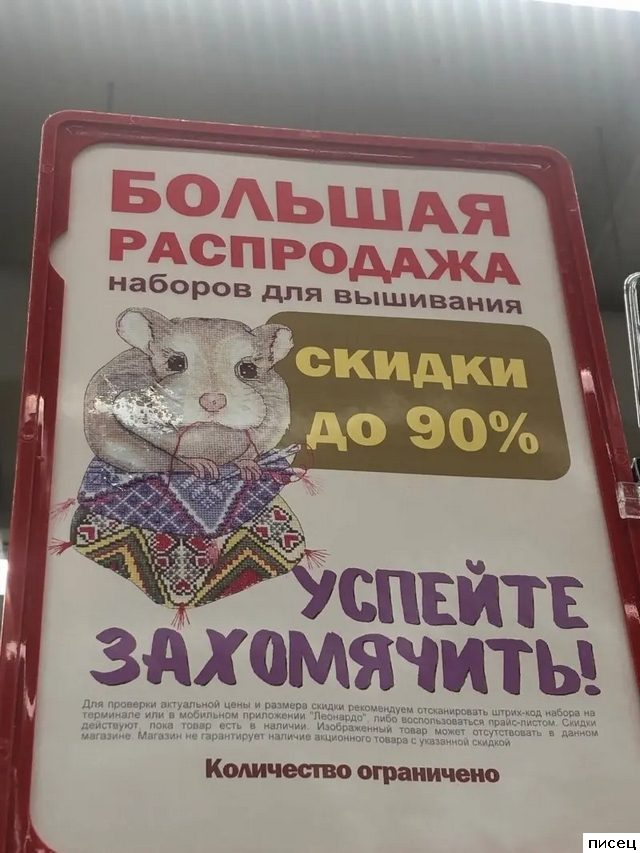 БОЛЬШАЯ
РАСПРОДАЖА
наборов для вышивания
СКИДКИ
ДО 90%
УСПЕЙТЕ
ЗАХОМЯЧИТЬ!
Для проверки актуальной цены и размера скидки рекомендуем отсканировать штрих-код набора на
терминале или в мобильном приложении "Леонардо", либо воспользоваться прайс-листом. Скидки
действуют, пока товар есть в наличии. Изображенный товар может отсутствовать в данном
магазине. Магазин не гарантирует наличие акционного товара с указанной скидкой
Количество ограничено
писец